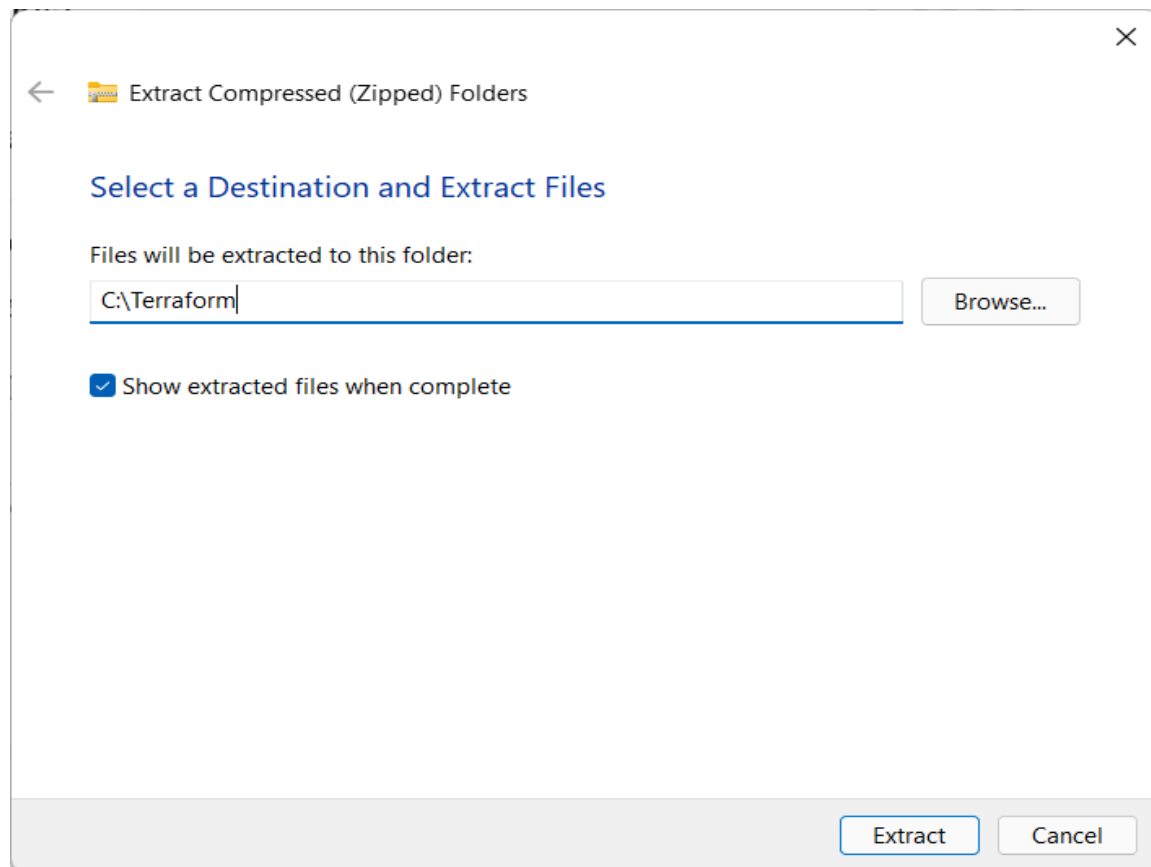 Extract Compressed (Zipped) Folders
Select a Destination and Extract Files
Files will be extracted to this folder:
C:\Terraform
Browse...
Show extracted files when complete
Extract
Cancel